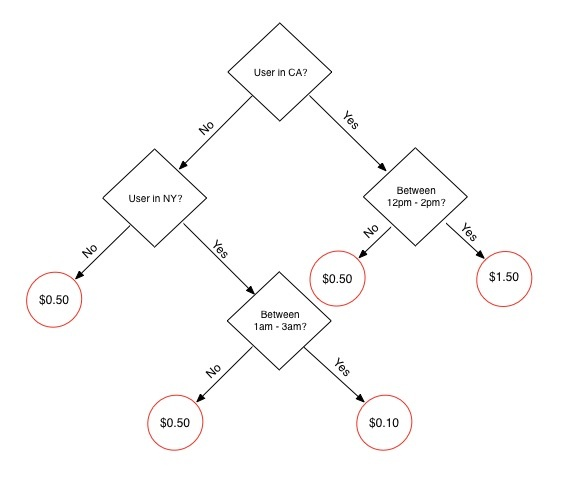 User in CA?
No
Yes
User in NY?
Between
12pm - 2pm?
No
Yes
No
Yes
$0.50
$0.50
$1.50
Between
1am - 3am?
No
Yes
$0.50
$0.10